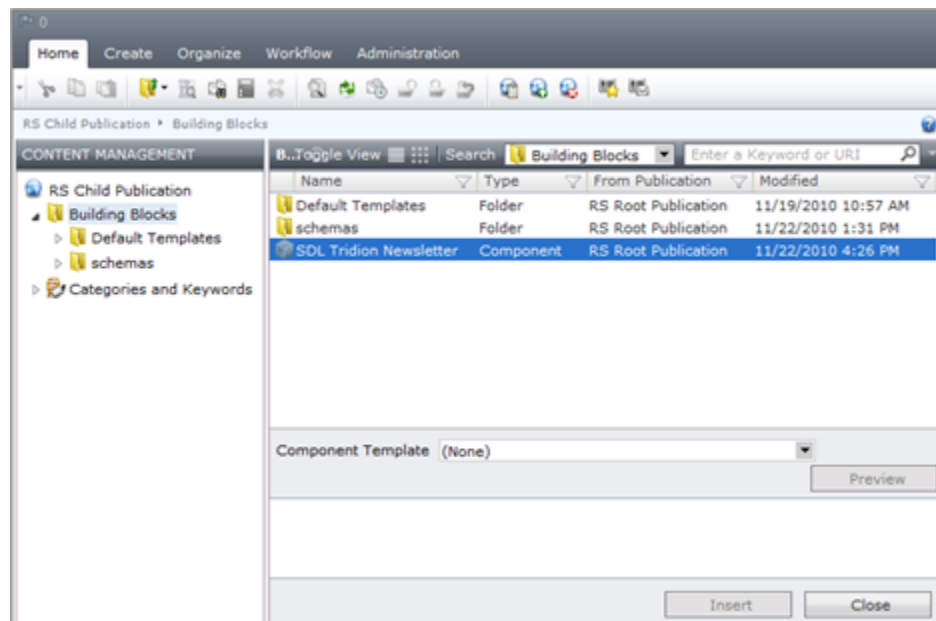 0
Home Create Organize Workflow Administration
RS Child Publication Building Blocks
CONTENT MANAGEMENT
B..Toggle View Search Building Blocks Enter a Keyword or URI
RS Child Publication
Building Blocks
Default Templates
schemas
Categories and Keywords
Name Type From Publication Modified
Default Templates Folder RS Root Publication 11/19/2010 10:57 AM
schemas Folder RS Root Publication 11/22/2010 1:31 PM
SDL Tridion Newsletter Component RS Root Publication 11/22/2010 4:26 PM
Component Template (None)
Preview
Insert Close